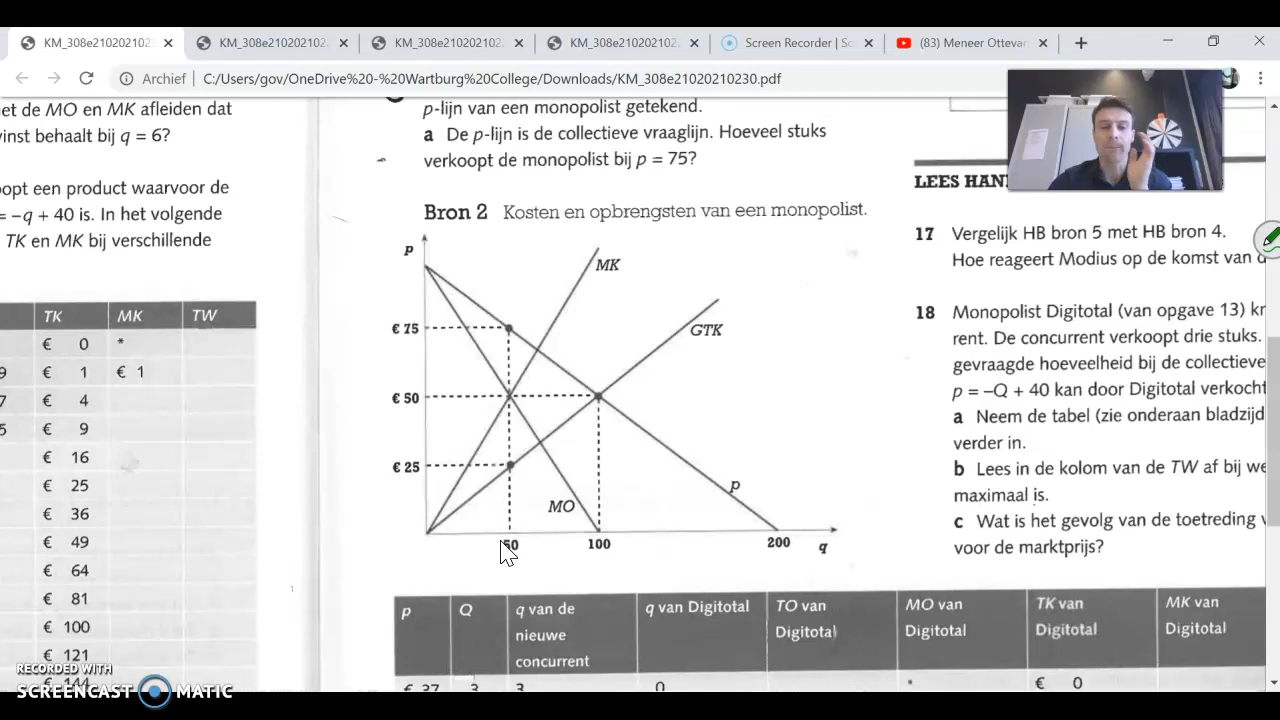 KM_308e2102021023
KM_308e210202102
KM_308e210202102
KM_308e210202102
Screen Recorder | Sc
(83) Meneer Ottevan
Archief
C:/Users/gov/OneDrive%20-%20Wartburg%20College/Downloads/KM_308e21020210230.pdf
et de MO en MK afleiden dat
winst behaalt bij q = 6?
oopt een product waarvoor de
= –q + 40 is. In het volgende
TK en MK bij verschillende
TK MK TW
€ 0 *
9 € 1 € 1
7 € 4
5 € 9
€ 16
€ 25
€ 36
€ 49
€ 64
€ 81
€ 100
€ 121
€ 144
p-lijn van een monopolist getekend.
a De p-lijn is de collectieve vraaglijn. Hoeveel stuks
verkoopt de monopolist bij p = 75?
Bron 2 Kosten en opbrengsten van een monopolist.
p
MK
€ 75
GTK
€ 50
€ 25
p
MO
50 100 200 q
LEES HAN
17 Vergelijk HB bron 5 met HB bron 4.
Hoe reageert Modius op de komst van
18 Monopolist Digitotal (van opgave 13) kr
rent. De concurrent verkoopt drie stuks.
gevraagde hoeveelheid bij de collectieve
p = –Q + 40 kan door Digitotal verkocht
a Neem de tabel (zie onderaan bladzijd
verder in.
b Lees in de kolom van de TW af bij we
maximaal is.
c Wat is het gevolg van de toetreding v
voor de marktprijs?
p Q q van de nieuwe concurrent q van Digitotal TO van Digitotal MO van Digitotal TK van Digitotal MK van Digitotal
€ 37 3 3 0 * € 0
RECORDED WITH
SCREENCAST MATIC